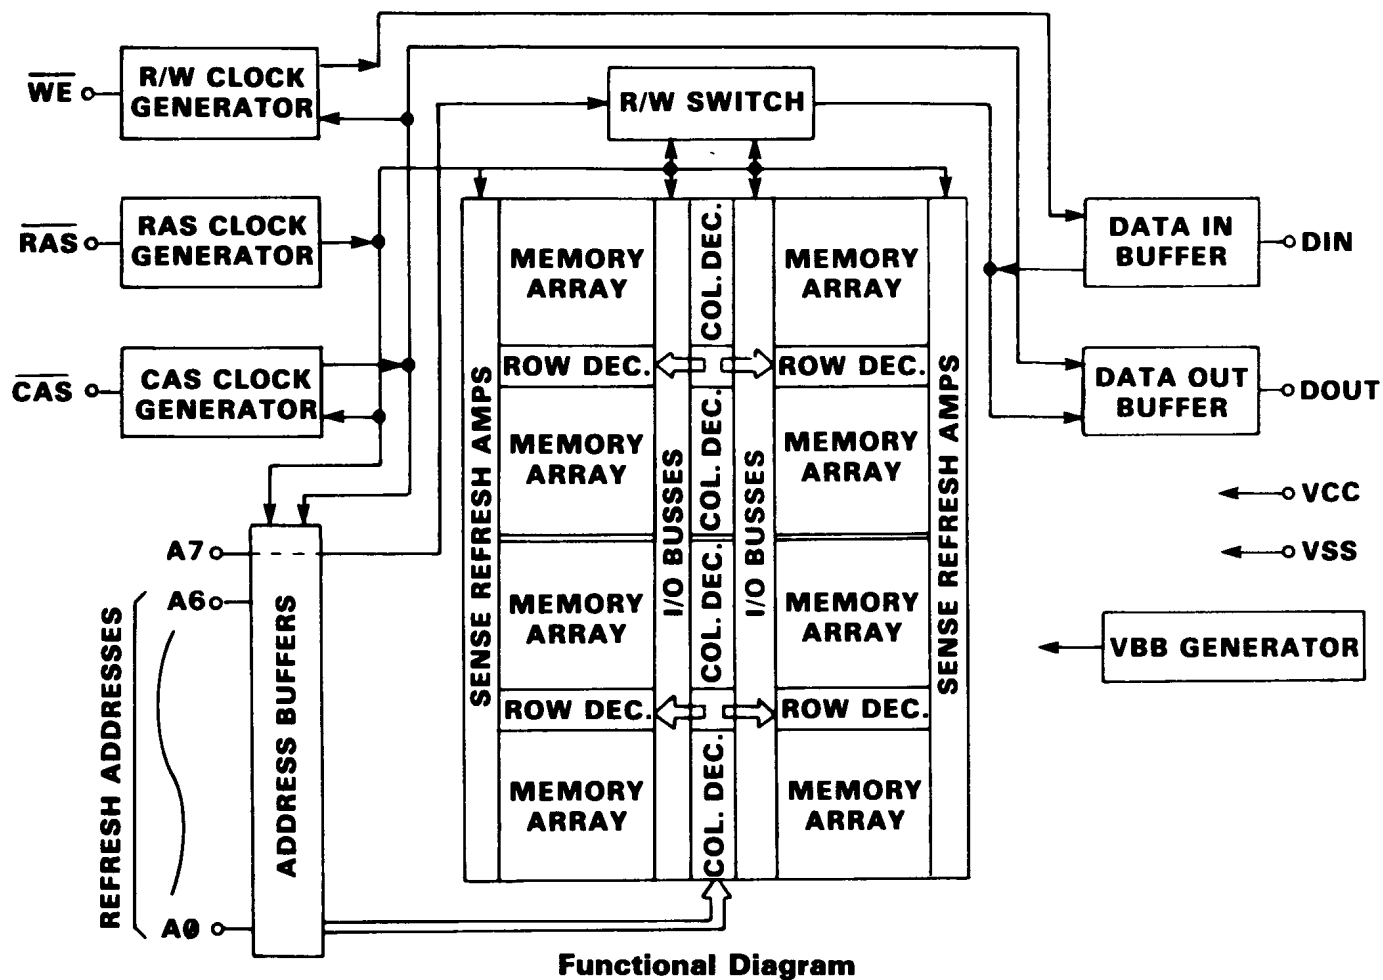 W̅E̅
R/W CLOCK
GENERATOR
R/W SWITCH
R̅A̅S̅
RAS CLOCK
GENERATOR
C̅A̅S̅
CAS CLOCK
GENERATOR
DATA IN
BUFFER
DIN
DATA OUT
BUFFER
DOUT
VCC
VSS
VBB GENERATOR
A7
A6
A0
REFRESH ADDRESSES
ADDRESS BUFFERS
SENSE REFRESH AMPS
MEMORY
ARRAY
ROW DEC.
MEMORY
ARRAY
MEMORY
ARRAY
ROW DEC.
MEMORY
ARRAY
I/O BUSSES
COL. DEC.
COL. DEC.
COL. DEC.
COL. DEC.
I/O BUSSES
MEMORY
ARRAY
ROW DEC.
MEMORY
ARRAY
MEMORY
ARRAY
ROW DEC.
MEMORY
ARRAY
SENSE REFRESH AMPS
Functional Diagram